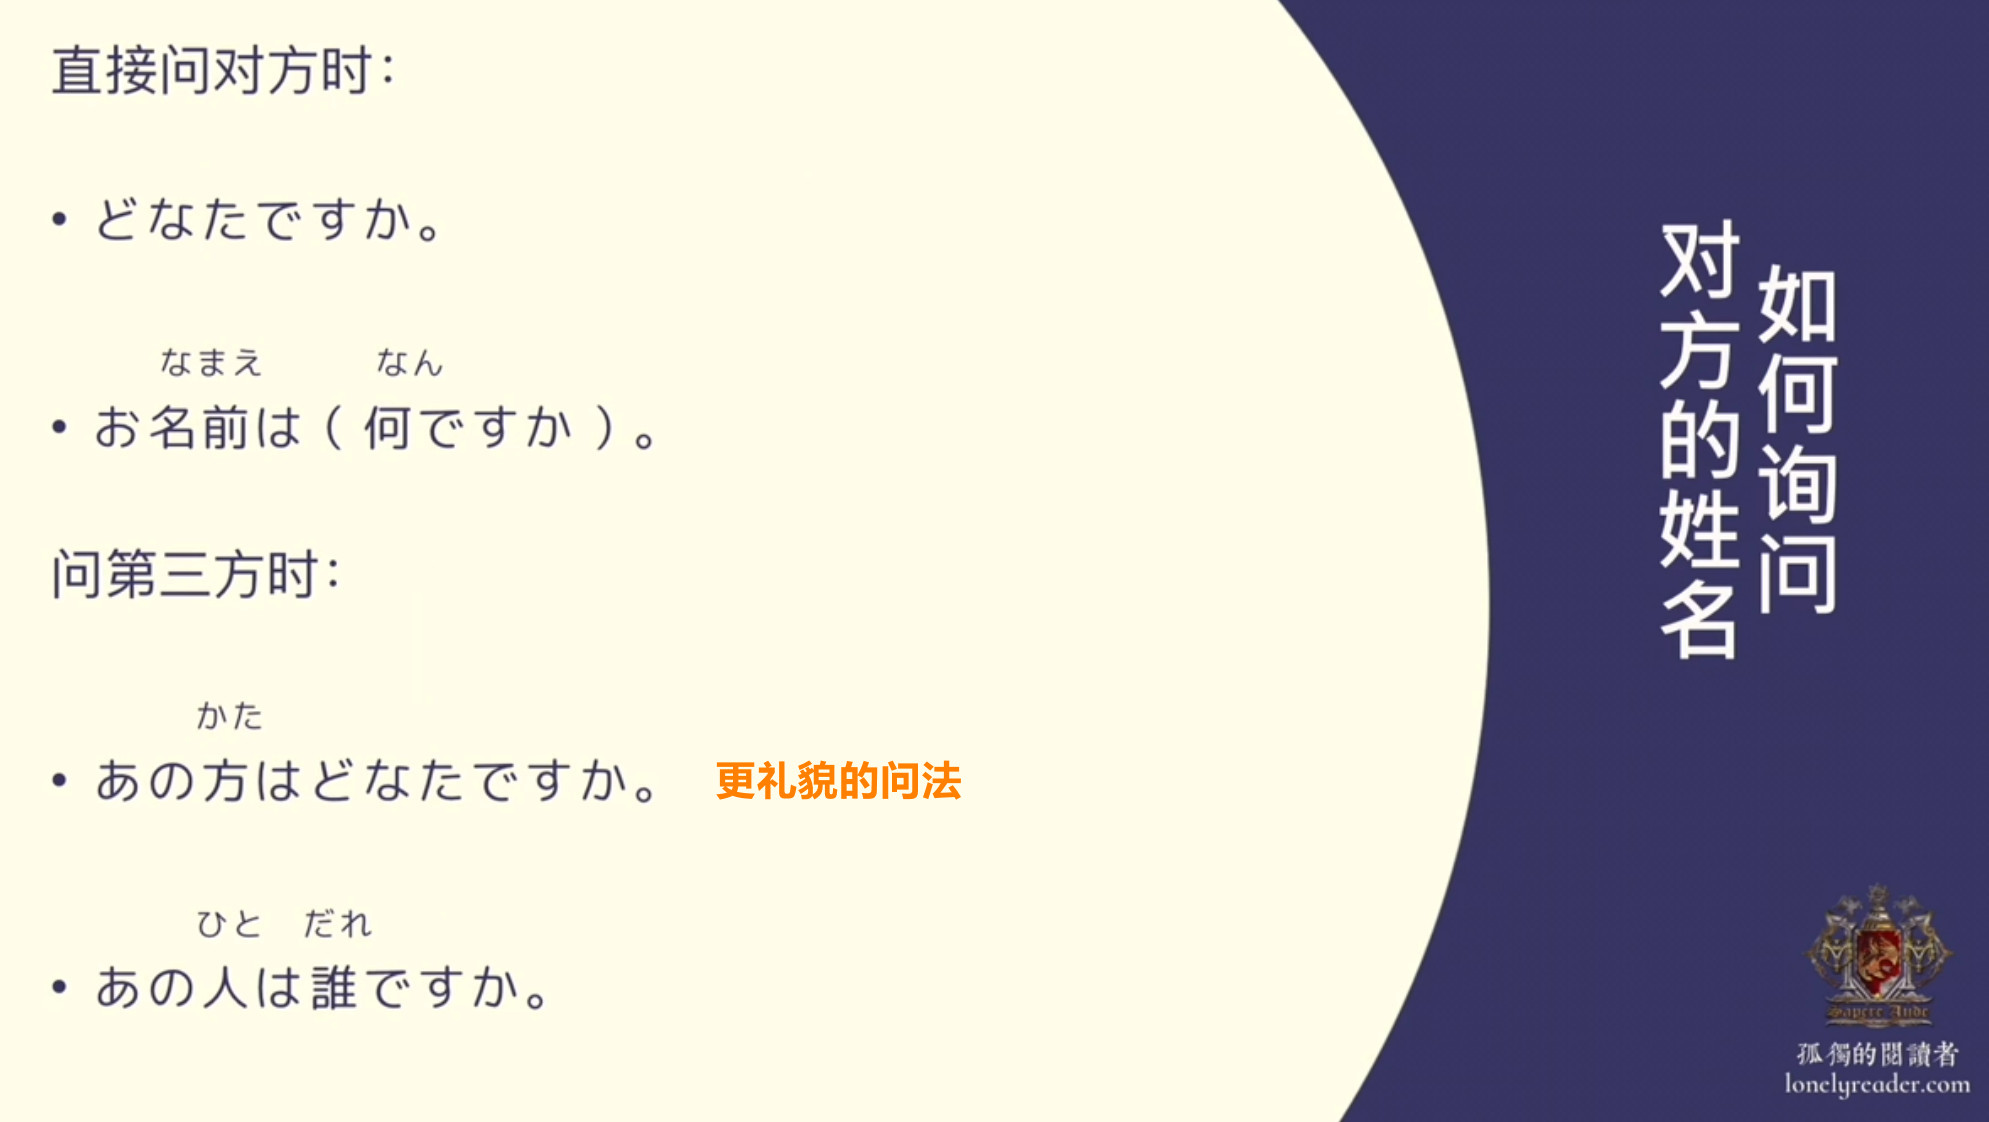 直接问对方时：
• どなたですか。
なまえ なん
• お名前は（何ですか）。
问第三方时：
かた
• あの方はどなたですか。 更礼貌的问法
ひと だれ
• あの人は誰ですか。
如何询问
对方的姓名
Sapere Aude
孤獨的閱讀者
lonelyreader.com